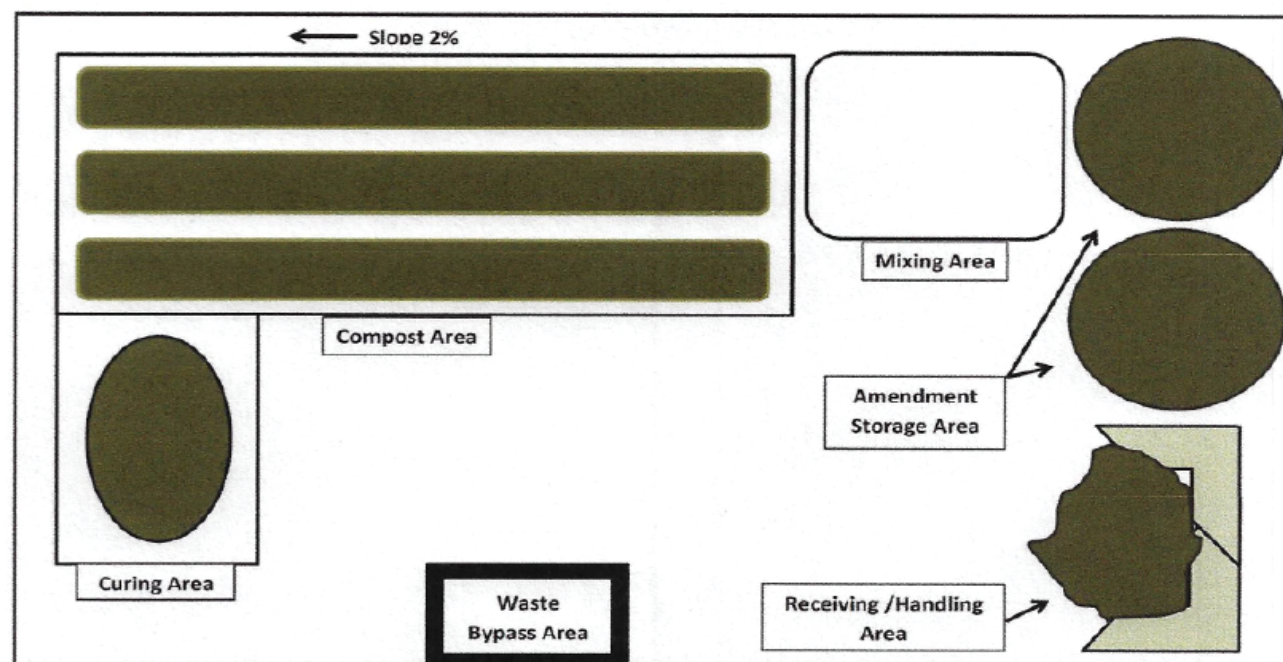 Slope 2%
Mixing Area
Compost Area
Amendment
Storage Area
Curing Area
Waste
Bypass Area
Receiving /Handling
Area